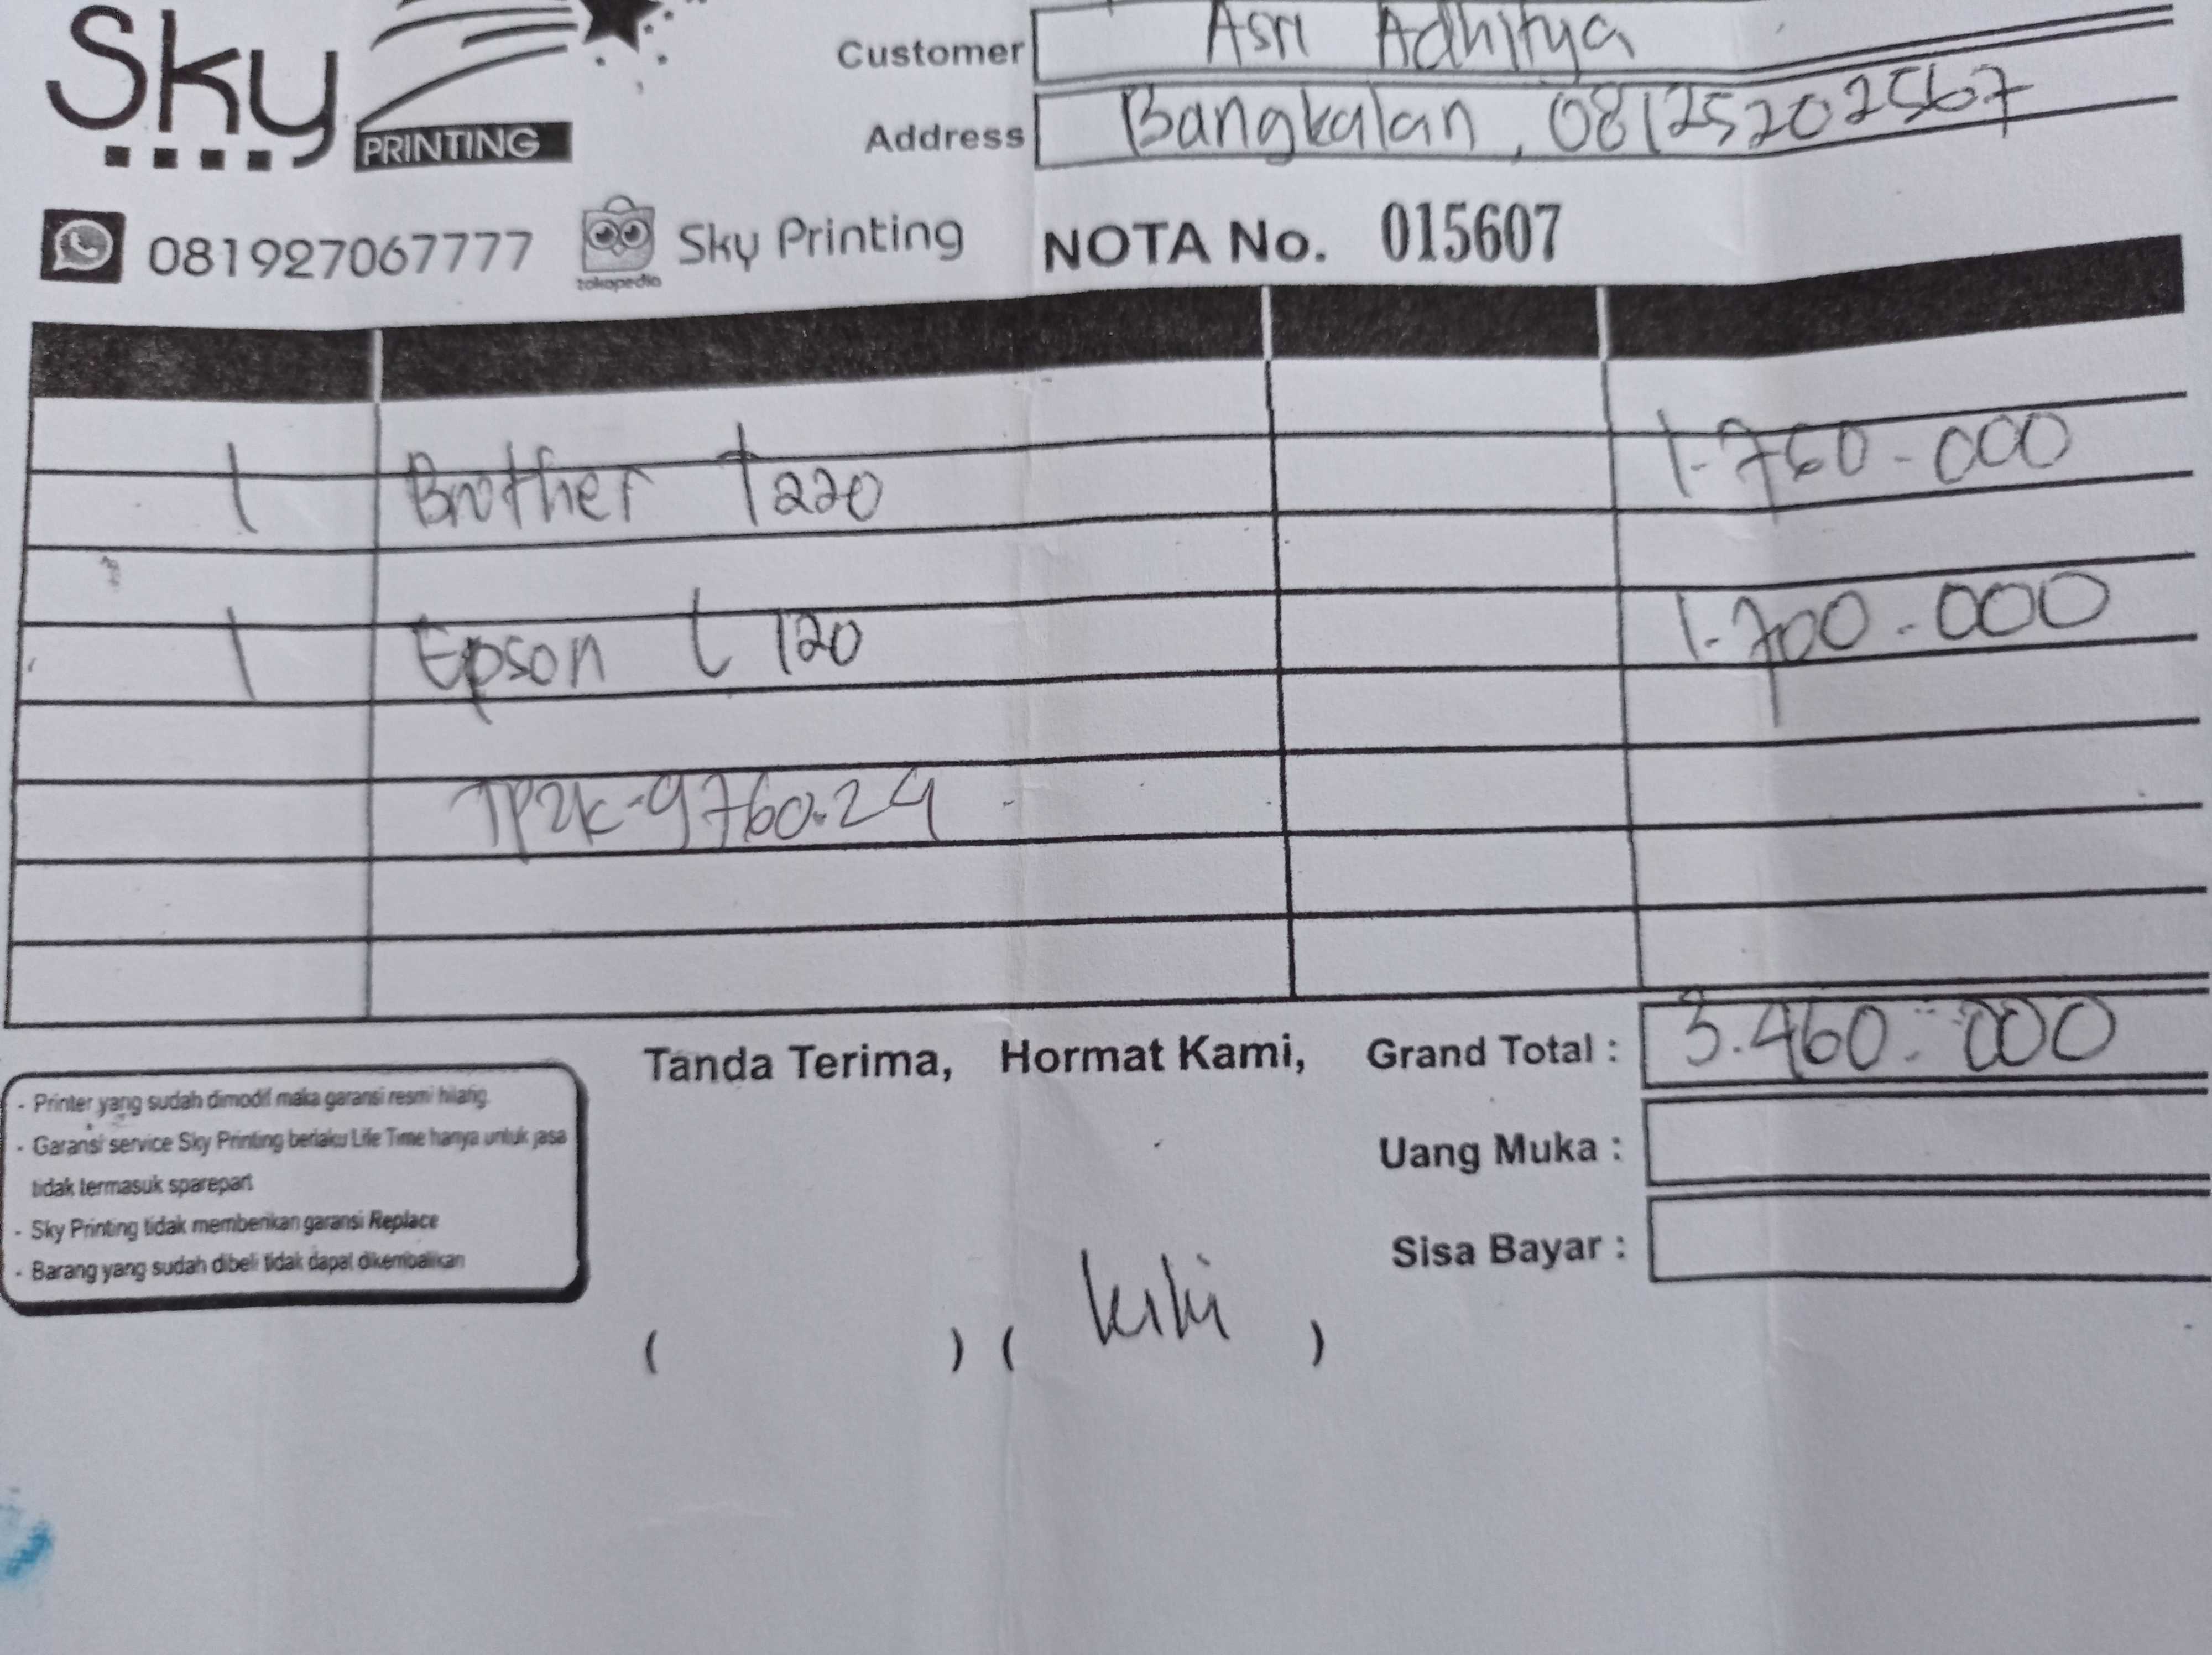 Sky
PRINTING
Customer Asri Adhitya
Address Bangkalan, 08125202567
081927067777 tokopedia Sky Printing NOTA No. 015607
1 Brother T220 1.760.000
1 Epson L 120 1.700.000
TP2K-9760.24
Tanda Terima, Hormat Kami, Grand Total : 3.460.000
Uang Muka :
Sisa Bayar :
- Printer yang sudah dimodif maka garansi resmi hilang.
- Garansi service Sky Printing berlaku Life Time hanya untuk jasa
tidak termasuk sparepart
- Sky Printing tidak memberikan garansi Replace
- Barang yang sudah dibeli tidak dapat dikembalikan
( ) ( kiki )